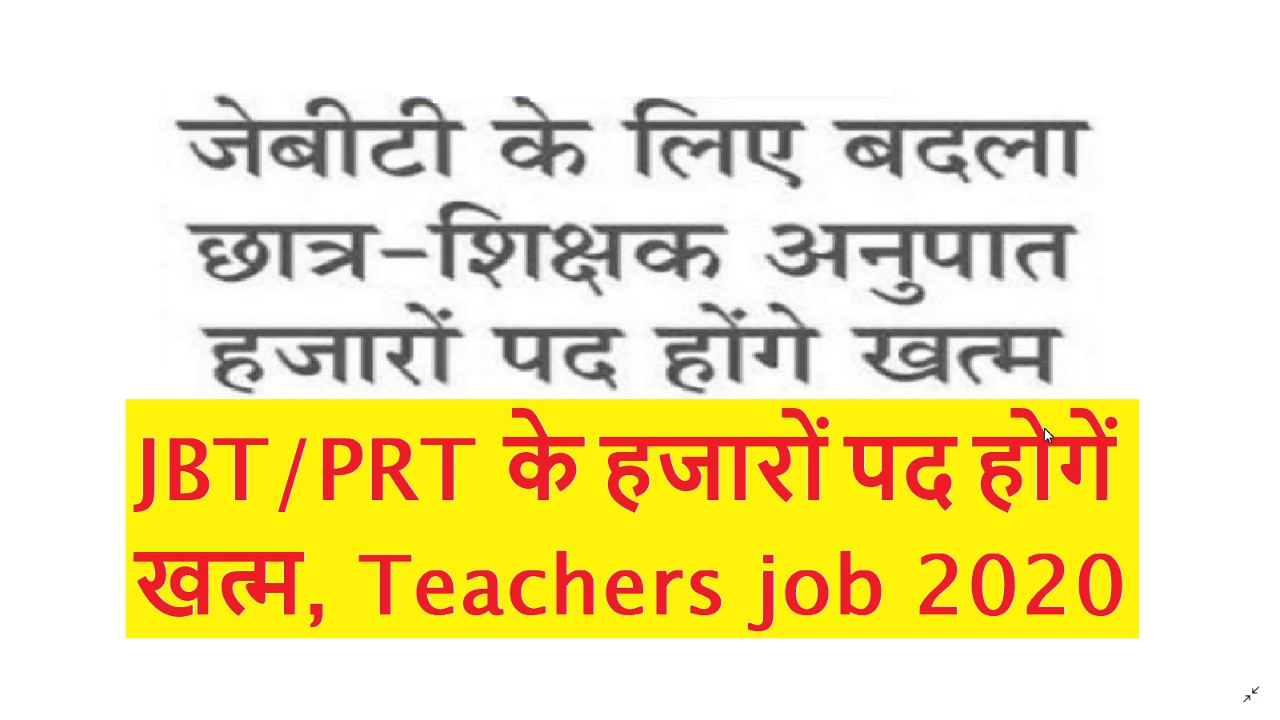 जेबीटी के लिए बदला
छात्र-शिक्षक अनुपात
हजारों पद होंगे खत्म
JBT/PRT के हजारों पद होगें
खत्म, Teachers job 2020